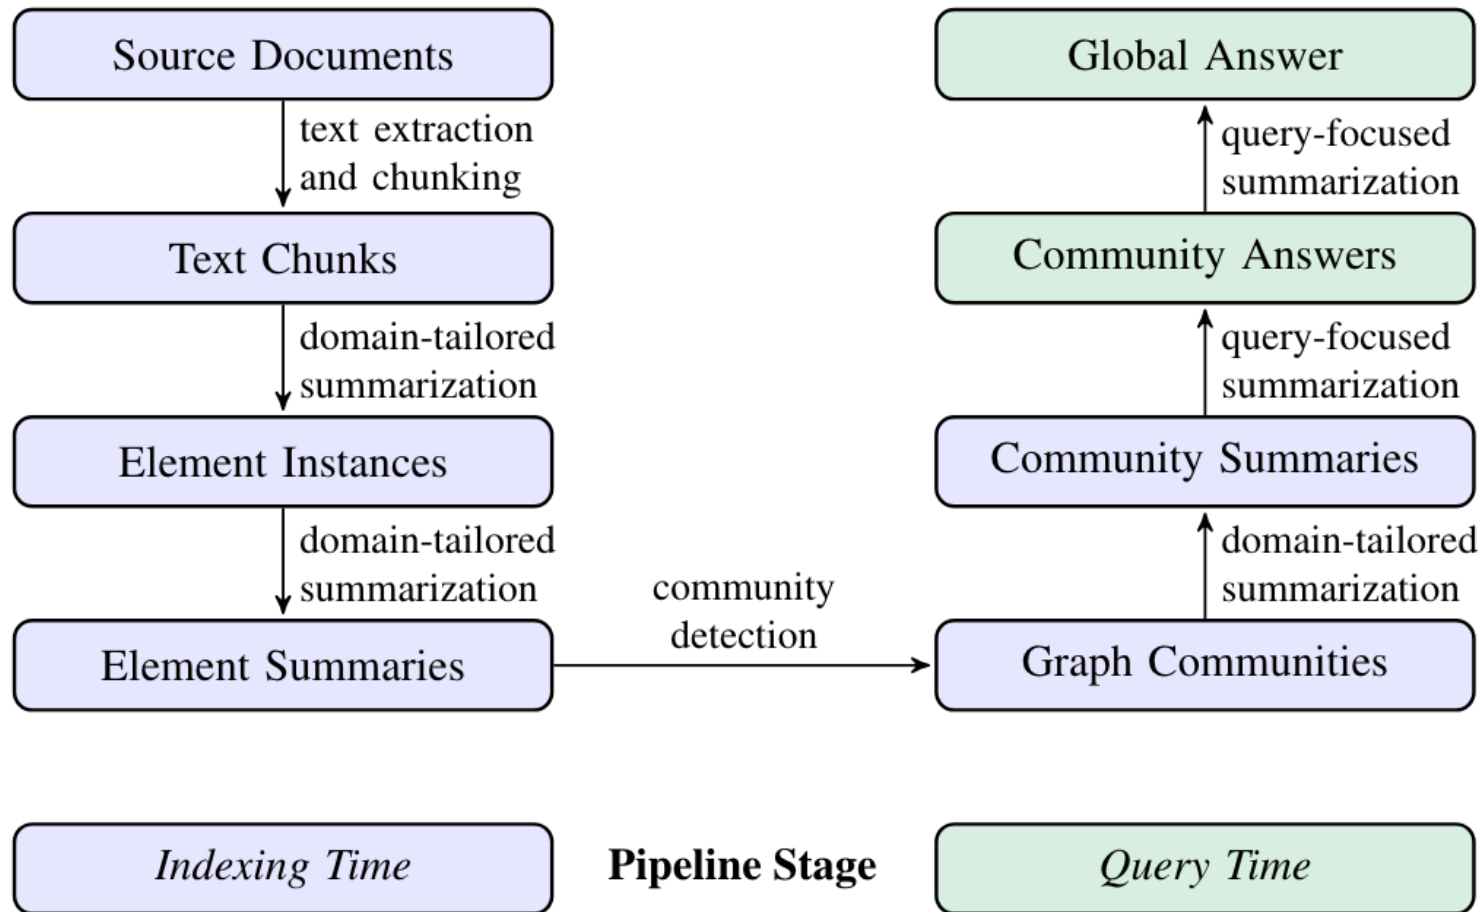 Source Documents
text extraction
and chunking
Text Chunks
domain-tailored
summarization
Element Instances
domain-tailored
summarization
Element Summaries
community
detection
Graph Communities
domain-tailored
summarization
Community Summaries
query-focused
summarization
Community Answers
query-focused
summarization
Global Answer
Indexing Time
Pipeline Stage
Query Time